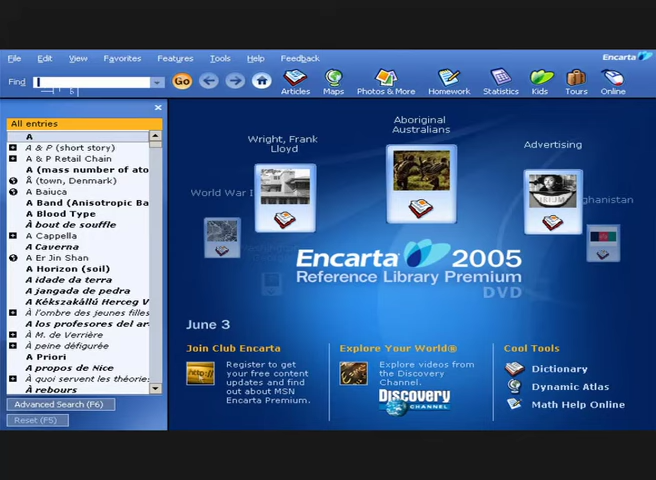 File Edit View Favorites Features Tools Help Feedback
Encarta
Find Go
Articles Maps Photos & More Homework Statistics Kids Tours Online
All entries
A
A & P (short story)
A & P Retail Chain
A (mass number of ato
Å (town, Denmark)
A Baiuca
A Band (Anisotropic Ba
A Blood Type
À bout de souffle
A Cappella
A Caverna
A Er Jin Shan
A Horizon (soil)
A idade da terra
A jangada de pedra
A Kékszakállú Herceg V
À l'ombre des jeunes filles
A los profesores del ar
À M. de Verrière
À peine défigurée
A Priori
A propos de Nice
À quoi servent les théories
À rebours
Advanced Search (F6)
Reset (F5)
Wright, Frank
Lloyd
Aboriginal
Australians
Advertising
World War I
ghanistan
Encarta 2005
Reference Library Premium
DVD
June 3
Join Club Encarta
http://
Register to get
your free content
updates and find
out about MSN
Encarta Premium.
Explore Your World®
Explore videos from
the Discovery
Channel.
Discovery
CHANNEL
Cool Tools
Dictionary
Dynamic Atlas
Math Help Online